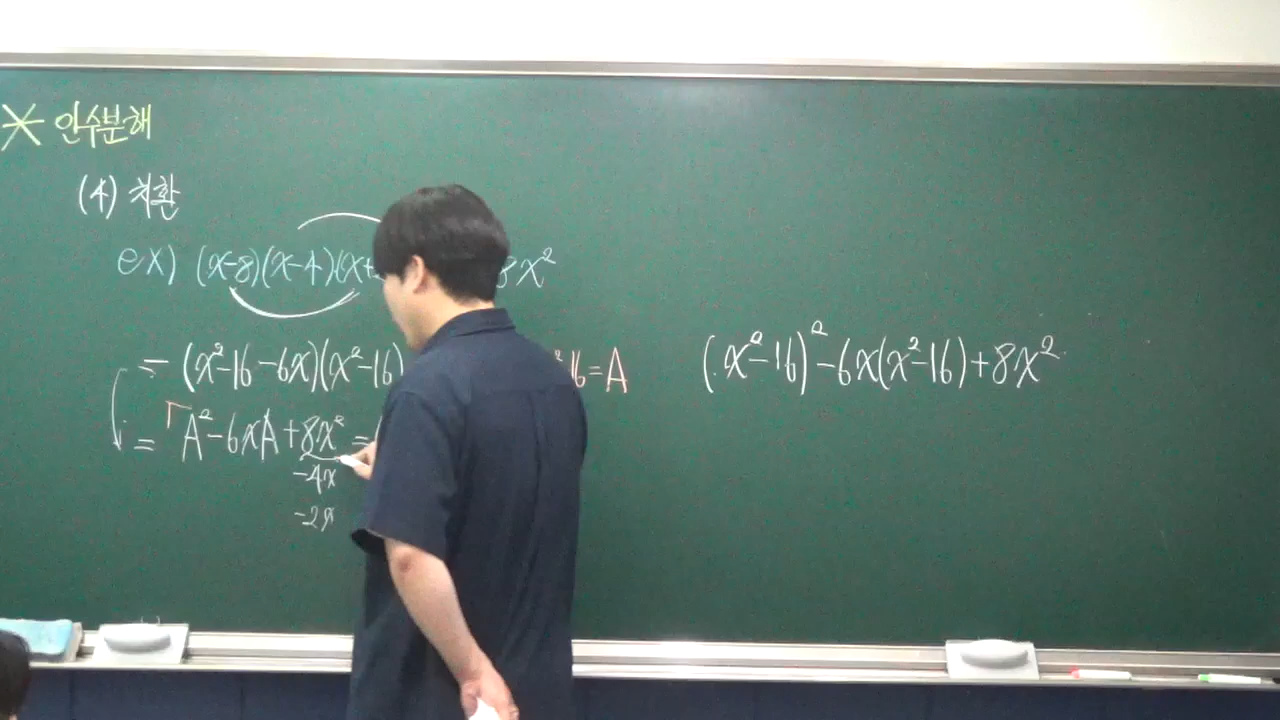 * 인수분해
(4) 치환
ex) (x-8)(x-4)(x+ 8x²
= (x²-16-6x)(x²-16) 16=A
= A²-6xA+8x² =
-4x
-2x
(x²-16)²-6x(x²-16)+8x²